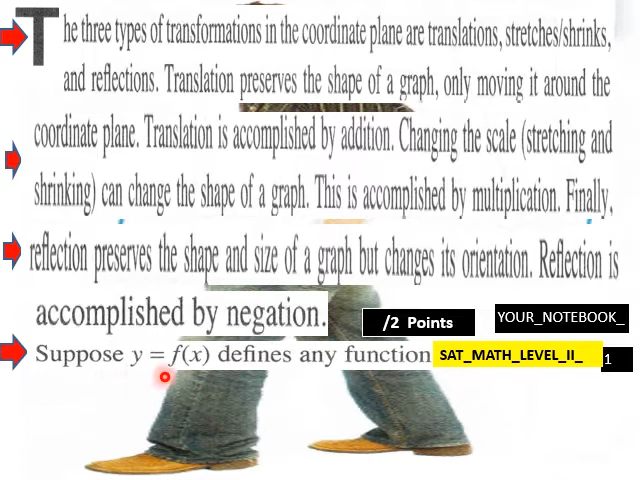 The three types of transformations in the coordinate plane are translations, stretches/shrinks,
and reflections. Translation preserves the shape of a graph, only moving it around the
coordinate plane. Translation is accomplished by addition. Changing the scale (stretching and
shrinking) can change the shape of a graph. This is accomplished by multiplication. Finally,
reflection preserves the shape and size of a graph but changes its orientation. Reflection is
accomplished by negation.
/2 Points
YOUR_NOTEBOOK_
Suppose y = f(x) defines any function
SAT_MATH_LEVEL_II_
1